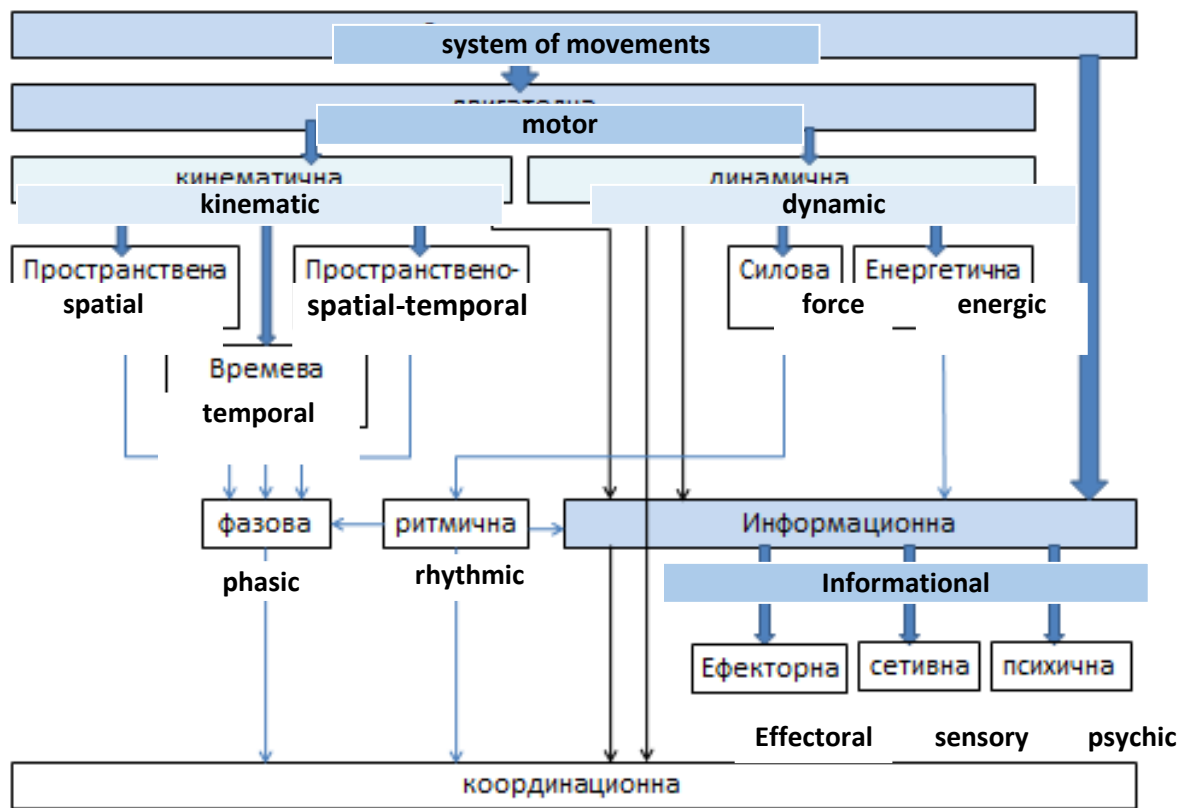 system of movements
motor
кинематична
динамична
kinematic
dynamic
Пространствена
Пространствено-
Силова
Енергетична
spatial
spatial-temporal
force
energic
Времева
temporal
фазова
ритмична
Информационна
phasic
rhythmic
Informational
Ефекторна
сетивна
психична
Effectoral
sensory
psychic
координационна